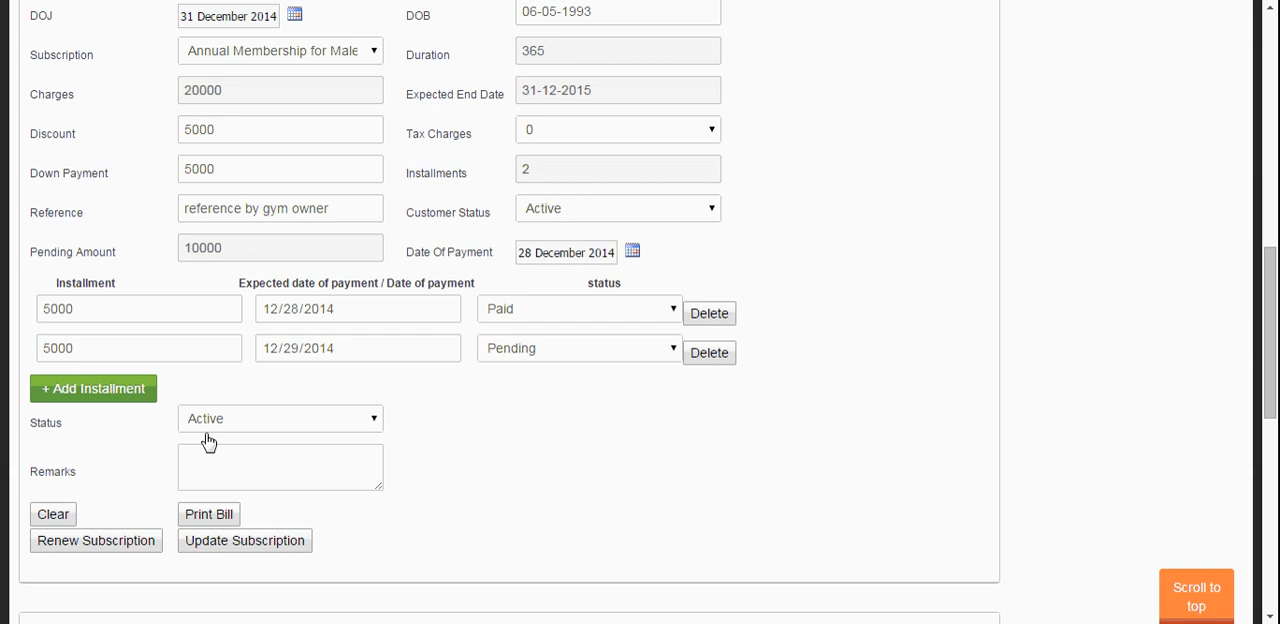 DOJ 31 December 2014 DOB 06-05-1993
Subscription Annual Membership for Male Duration 365
Charges 20000 Expected End Date 31-12-2015
Discount 5000 Tax Charges 0
Down Payment 5000 Installments 2
Reference reference by gym owner Customer Status Active
Pending Amount 10000 Date Of Payment 28 December 2014
Installment Expected date of payment / Date of payment status
5000 12/28/2014 Paid Delete
5000 12/29/2014 Pending Delete
+ Add Installment
Status Active
Remarks
Clear Print Bill
Renew Subscription Update Subscription
Scroll to
top